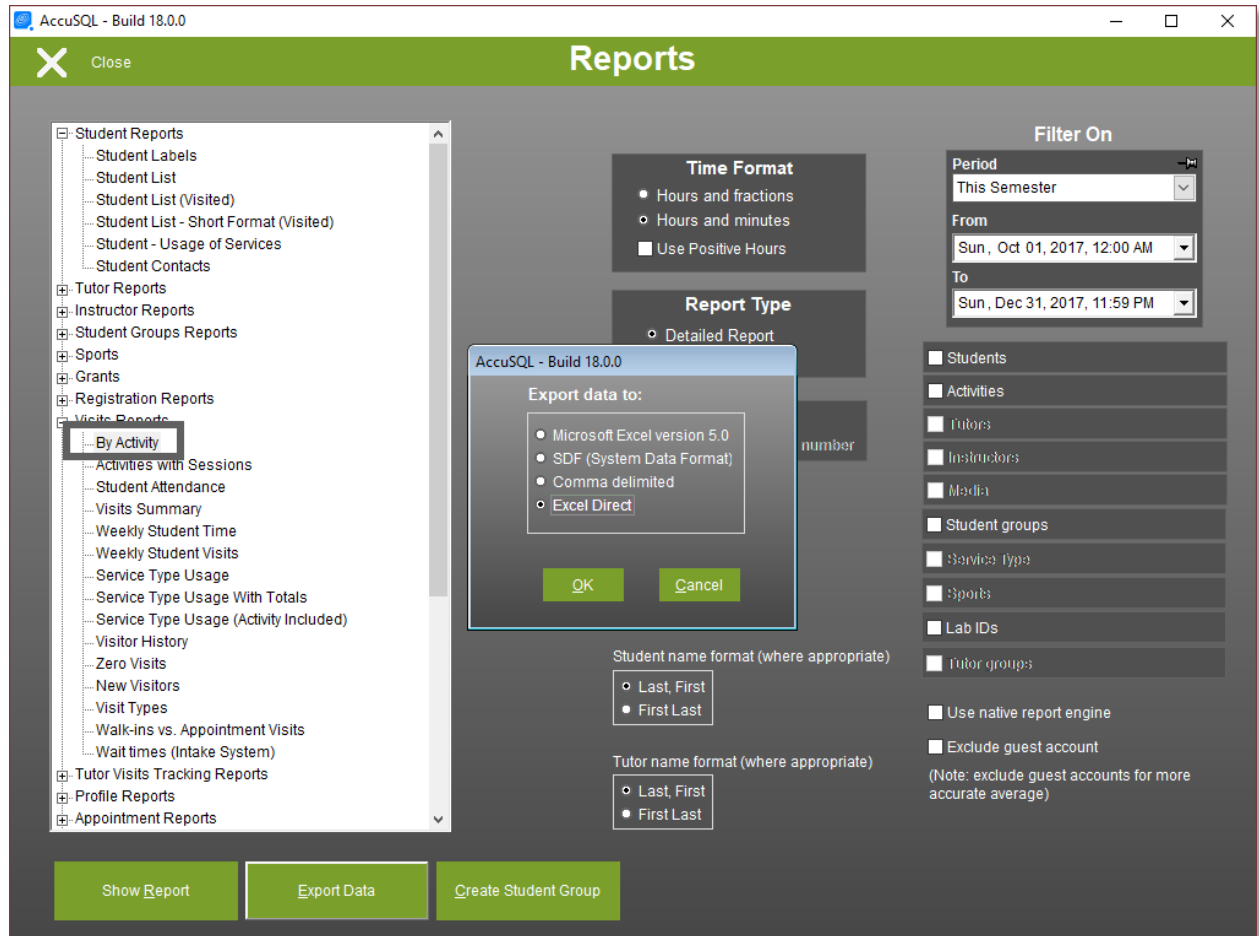 AccuSQL - Build 18.0.0
Close
Reports
Student Reports
Student Labels
Student List
Student List (Visited)
Student List - Short Format (Visited)
Student - Usage of Services
Student Contacts
Tutor Reports
Instructor Reports
Student Groups Reports
Sports
Grants
Registration Reports
Visits Reports
By Activity
Activities with Sessions
Student Attendance
Visits Summary
Weekly Student Time
Weekly Student Visits
Service Type Usage
Service Type Usage With Totals
Service Type Usage (Activity Included)
Visitor History
Zero Visits
New Visitors
Visit Types
Walk-ins vs. Appointment Visits
Wait times (Intake System)
Tutor Visits Tracking Reports
Profile Reports
Appointment Reports
Time Format
Hours and fractions
Hours and minutes
Use Positive Hours
Report Type
Detailed Report
number
AccuSQL - Build 18.0.0
Export data to:
Microsoft Excel version 5.0
SDF (System Data Format)
Comma delimited
Excel Direct
OK
Cancel
Student name format (where appropriate)
Last, First
First Last
Tutor name format (where appropriate)
Last, First
First Last
Filter On
Period
This Semester
From
Sun, Oct 01, 2017, 12:00 AM
To
Sun, Dec 31, 2017, 11:59 PM
Students
Activities
Tutors
Instructors
Media
Student groups
Service Type
Sports
Lab IDs
Tutor groups
Use native report engine
Exclude guest account
(Note: exclude guest accounts for more
accurate average)
Show Report
Export Data
Create Student Group